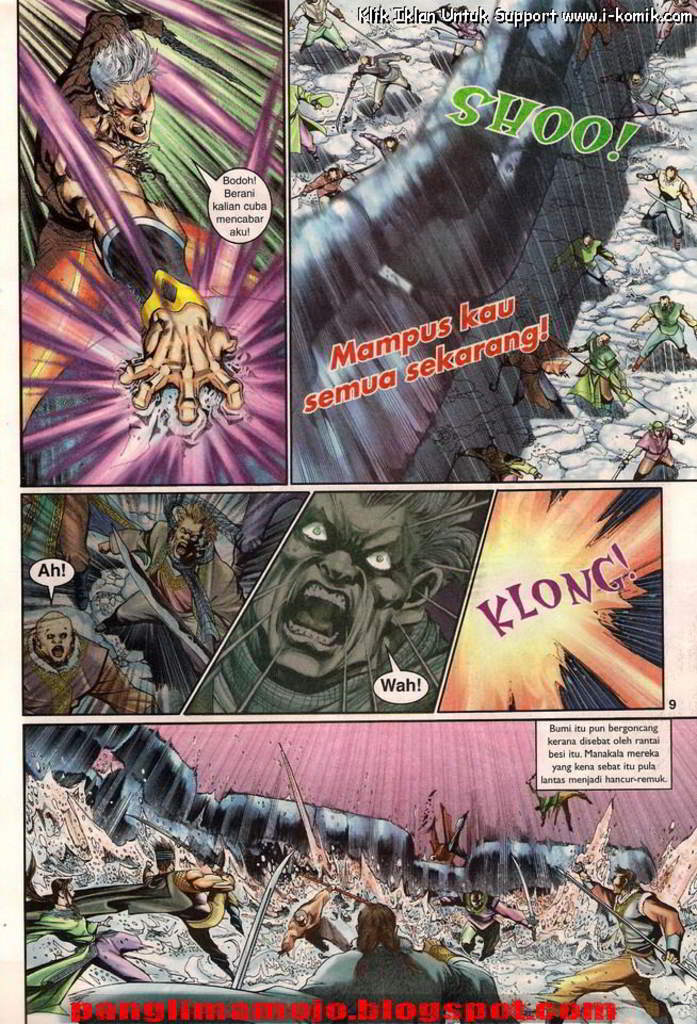 Klik Iklan Untuk Support www.i-komik.com
Bodoh!
Berani
kalian cuba
mencabar
aku!
SHOO!
Mampus kau
semua sekarang!
Ah!
Wah!
KLONG!
9
Bumi itu pun bergoncang
kerana disebat oleh rantai
besi itu. Manakala mereka
yang kena sebat itu pula
lantas menjadi hancur-remuk.
panglimamojo.blogspot.com